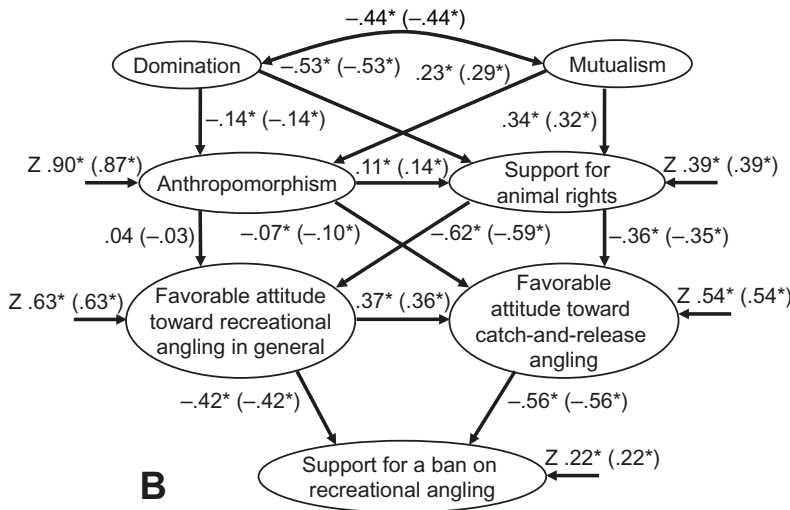 –.44* (–.44*)
Domination
–.53* (–.53*)
.23* (.29*)
Mutualism
–.14* (–.14*)
.34* (.32*)
Z .90* (.87*)
Anthropomorphism
.11* (.14*)
Support for
animal rights
Z .39* (.39*)
.04 (–.03)
–.07* (–.10*)
–.62* (–.59*)
–.36* (–.35*)
Z .63* (.63*)
Favorable attitude
toward recreational
angling in general
.37* (.36*)
Favorable
attitude toward
catch-and-release
angling
Z .54* (.54*)
–.42* (–.42*)
–.56* (–.56*)
B
Support for a ban on
recreational angling
Z .22* (.22*)